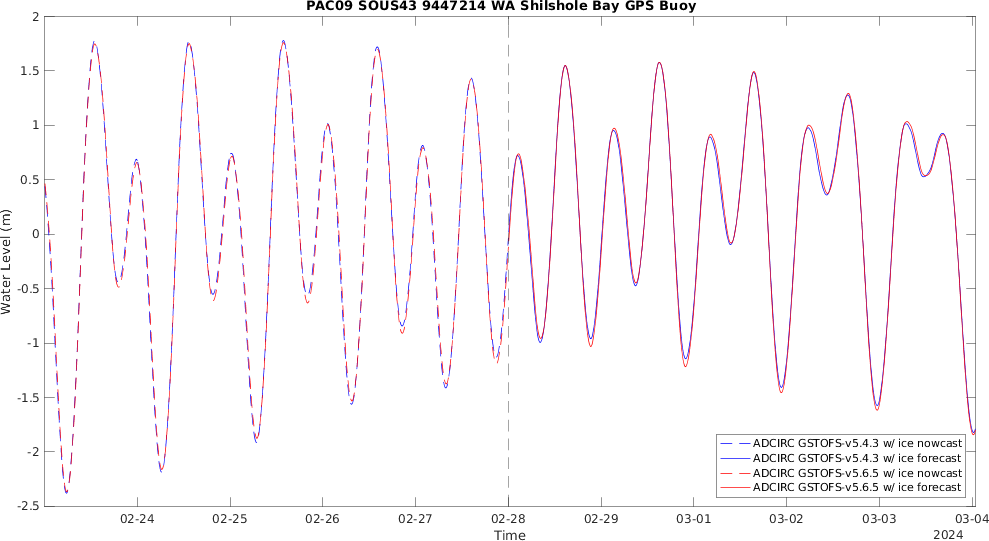 PAC09 SOUS43 9447214 WA Shilshole Bay GPS Buoy
2
1.5
1
0.5
0
-0.5
-1
-1.5
-2
-2.5
Water Level (m)
ADCIRC GSTOFS-v5.4.3 w/ ice nowcast
ADCIRC GSTOFS-v5.4.3 w/ ice forecast
ADCIRC GSTOFS-v5.6.5 w/ ice nowcast
ADCIRC GSTOFS-v5.6.5 w/ ice forecast
02-24 02-25 02-26 02-27 02-28 02-29 03-01 03-02 03-03 03-04
Time
2024